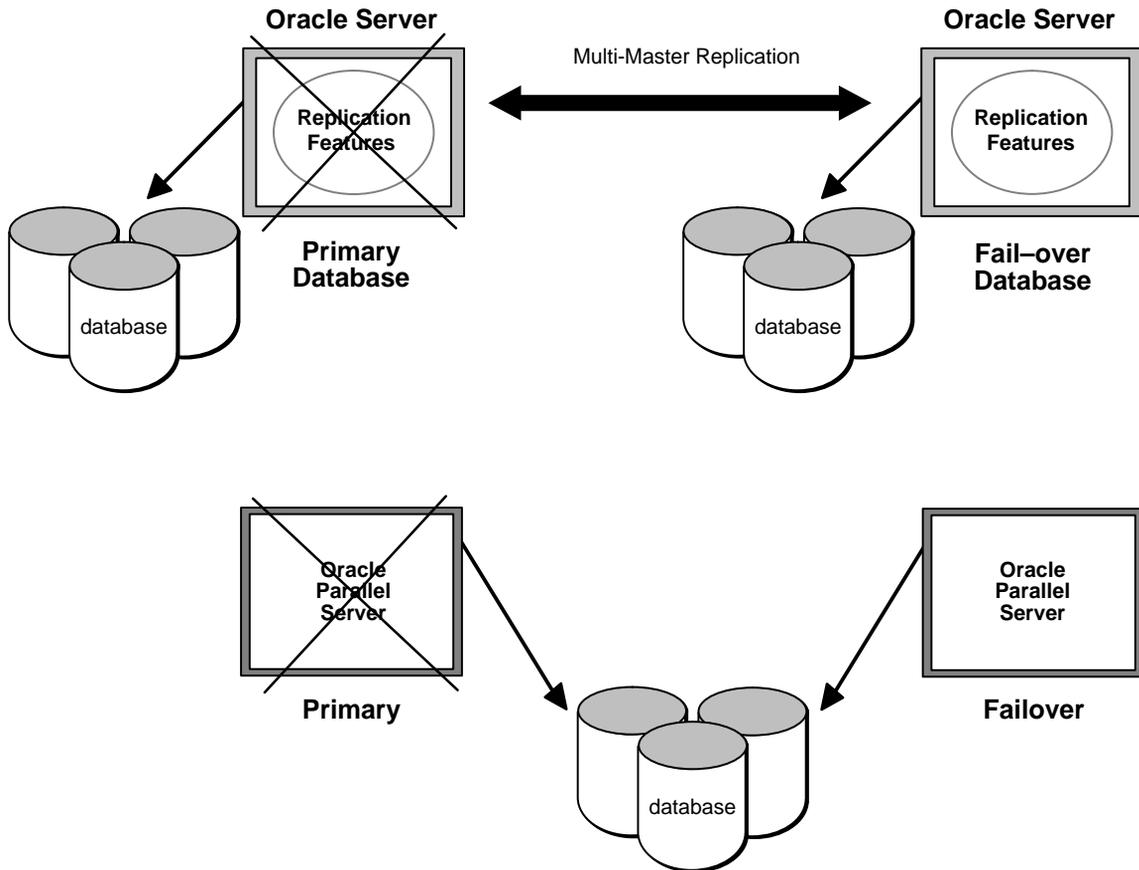 Oracle Server
Oracle Server
Multi-Master Replication
Replication
Features
Replication
Features
Primary
Database
Fail–over
Database
database
database
Oracle
Parallel
Server
Oracle
Parallel
Server
Primary
Failover
database